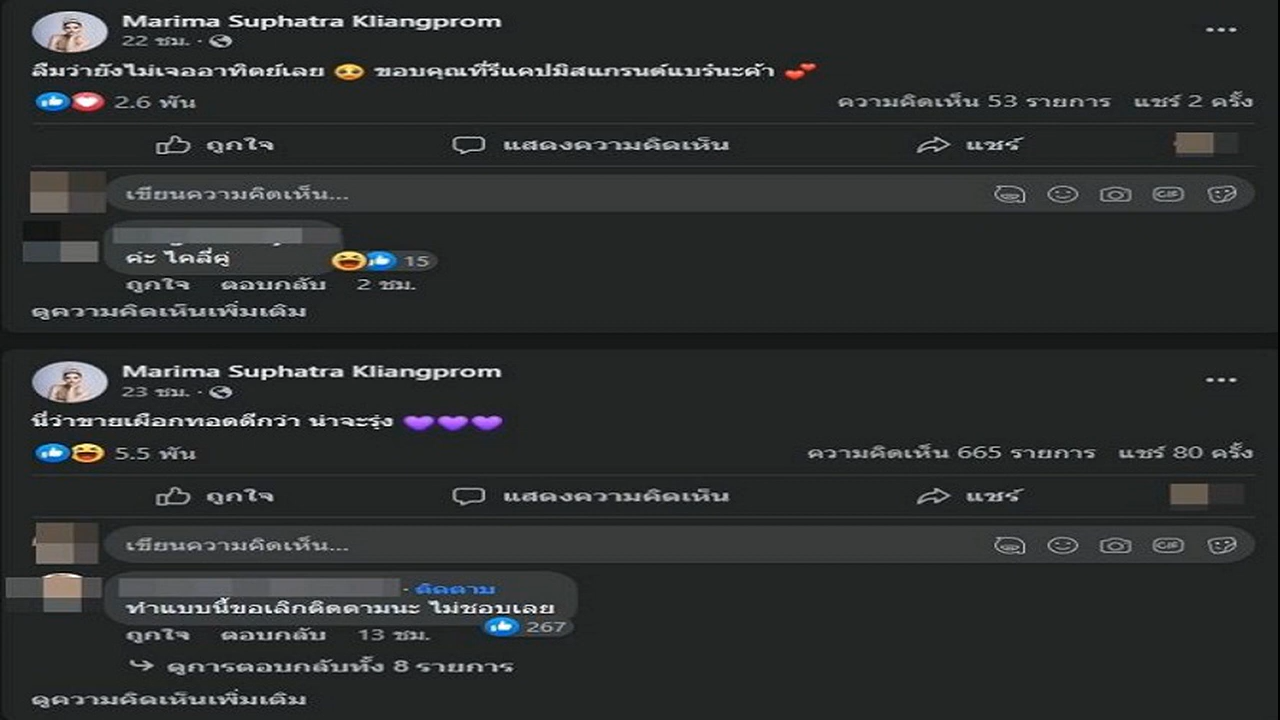 Marima Suphatra Kliangprom
22 ชม.
ลืมว่ายังไม่เจออาทิตย์เลย 🥺 ขอบคุณที่รีแคปมิสแกรนด์แบรนํนะค้า 💕
2.6 พัน ความคิดเห็น 53 รายการ แชร์ 2 ครั้ง
ถูกใจ แสดงความคิดเห็น แชร์
เขียนความคิดเห็น...
GIF
ค่ะ ไคลี่คู่
15
ถูกใจ ตอบกลับ 2 ชม.
ดูความคิดเห็นเพิ่มเติม
Marima Suphatra Kliangprom
23 ชม.
นี่ว่าขายเผือกทอดดีกว่า น่าจะรุ่ง 💜💜💜
5.5 พัน ความคิดเห็น 665 รายการ แชร์ 80 ครั้ง
ถูกใจ แสดงความคิดเห็น แชร์
เขียนความคิดเห็น...
GIF
ติดตาม
ทำแบบนี้ขอเลิกติดตามนะ ไม่ชอบเลย
267
ถูกใจ ตอบกลับ 13 ชม.
ดูการตอบกลับทั้ง 8 รายการ
ดูความคิดเห็นเพิ่มเติม